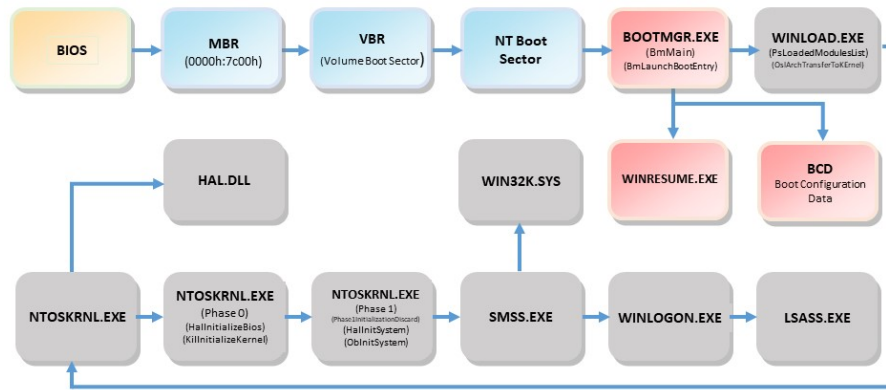 BIOS
MBR
(0000h:7c00h)
VBR
(Volume Boot Sector)
NT Boot
Sector
BOOTMGR.EXE
(BmMain)
(BmLaunchBootEntry)
WINLOAD.EXE
(PsLoadedModulesList)
(OslArchTransferToKErnel)
HAL.DLL
WIN32K.SYS
WINRESUME.EXE
BCD
Boot Configuration
Data
NTOSKRNL.EXE
NTOSKRNL.EXE
(Phase 0)
(HalInitializeBios)
(KiIInitializeKernel)
NTOSKRNL.EXE
(Phase 1)
(Phase1InitializationDiscard)
(HalInitSystem)
(ObInitSystem)
SMSS.EXE
WINLOGON.EXE
LSASS.EXE